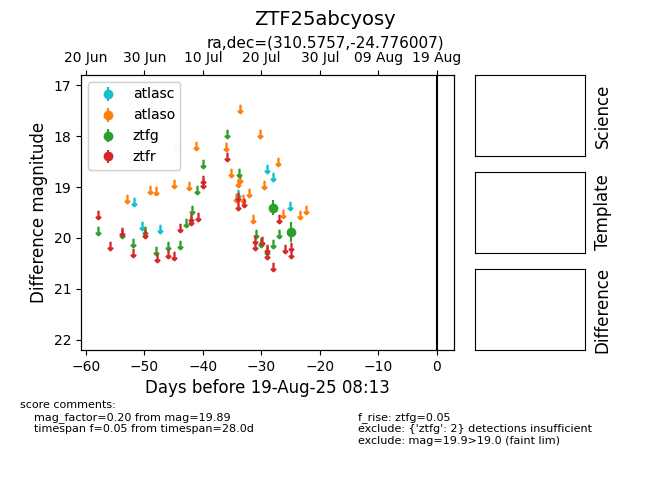 ZTF25abcyosy
ra,dec=(310.5757,-24.776007)
20 Jun 30 Jun 10 Jul 20 Jul 30 Jul 09 Aug 19 Aug
atlasc
atlaso
ztfg
ztfr
17
18
19
20
21
22
Difference magnitude
−60 −50 −40 −30 −20 −10 0
Days before 19-Aug-25 08:13
Science
Template
Difference
score comments:
mag_factor=0.20 from mag=19.89
timespan f=0.05 from timespan=28.0d
f_rise: ztfg=0.05
exclude: {'ztfg': 2} detections insufficient
exclude: mag=19.9>19.0 (faint lim)